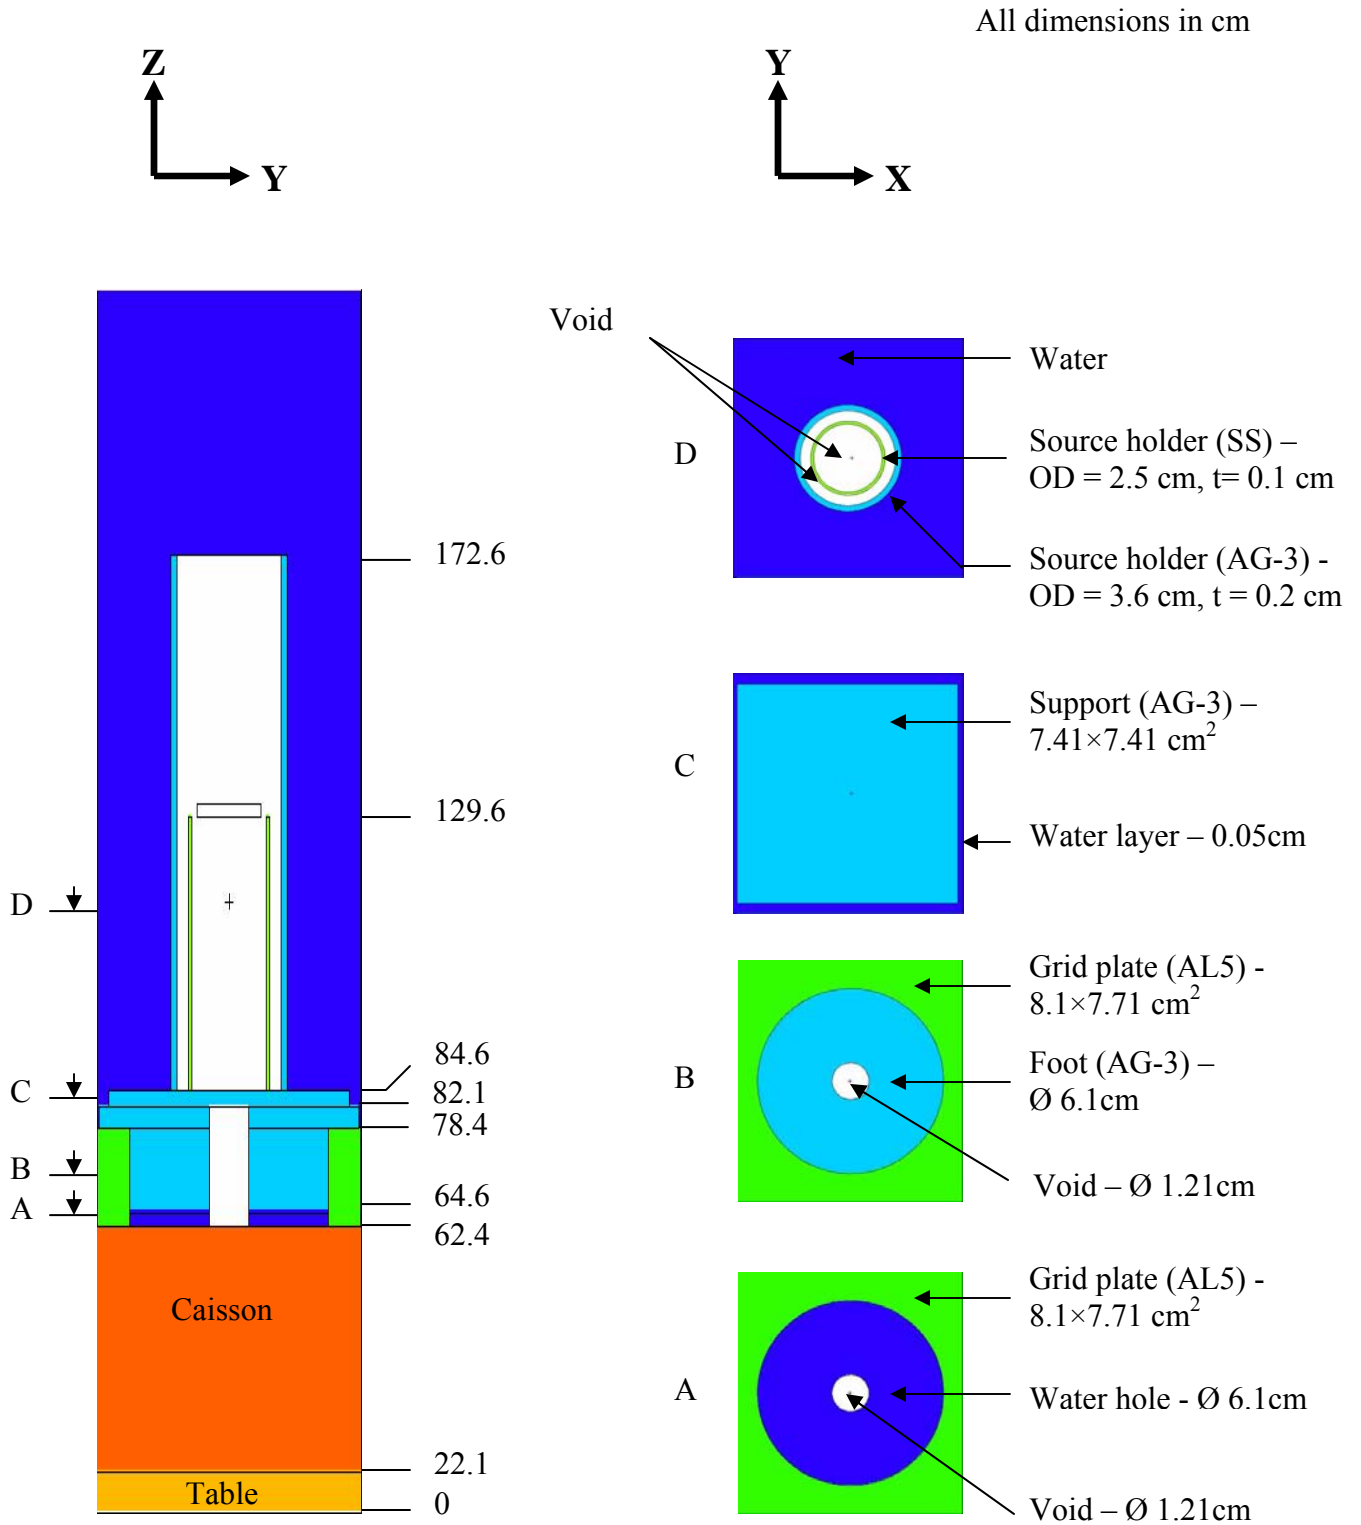 All dimensions in cm
Z
Y
Y
X
Void
D
Water
Source holder (SS) –
OD = 2.5 cm, t= 0.1 cm
Source holder (AG-3) -
OD = 3.6 cm, t = 0.2 cm
172.6
129.6
D
C
Support (AG-3) –
7.41×7.41 cm²
Water layer – 0.05cm
84.6
C
82.1
78.4
B
64.6
A
62.4
B
Grid plate (AL5) -
8.1×7.71 cm²
Foot (AG-3) –
Ø 6.1cm
Void – Ø 1.21cm
Caisson
22.1
Table
0
A
Grid plate (AL5) -
8.1×7.71 cm²
Water hole - Ø 6.1cm
Void – Ø 1.21cm